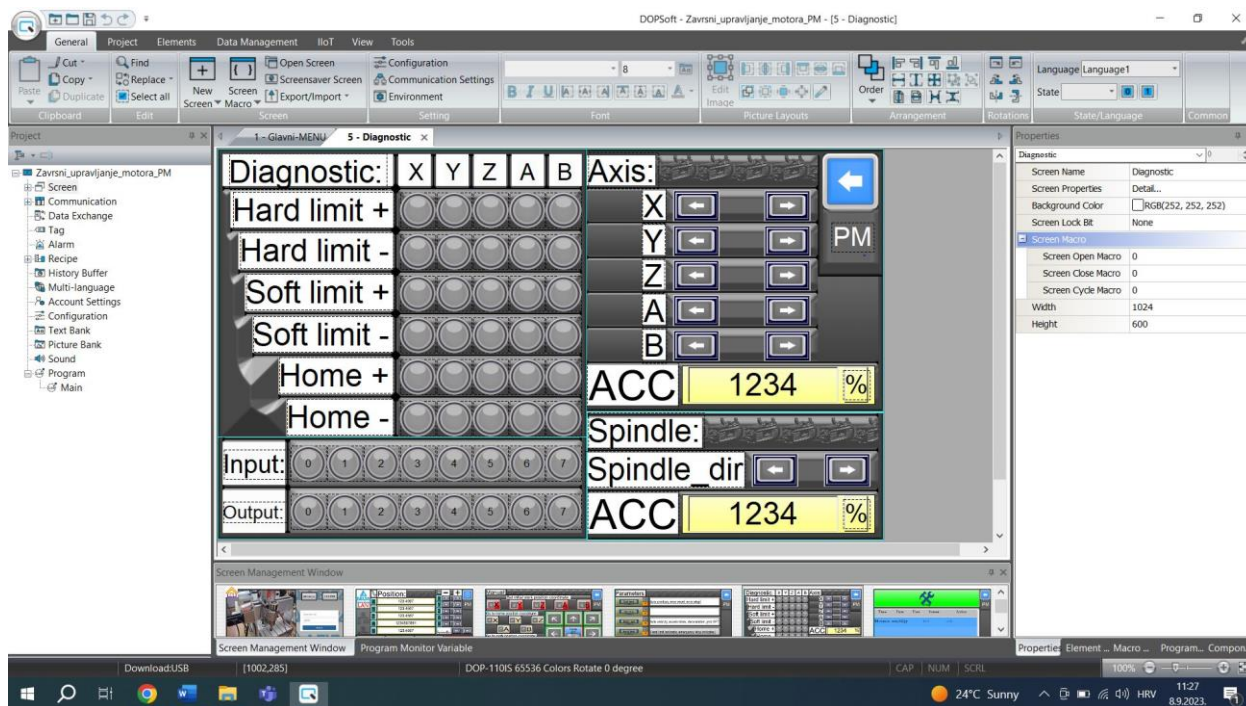 DOPSoft - Zavrsni_upravljanje_motora_PM - [5 - Diagnostic]
General Project Elements Data Management IIoT View Tools
Cut
Copy
Duplicate
Paste
Clipboard
Find
Replace
Select all
Edit
New Screen
Screen Macro
Open Screen
Screensaver Screen
Export/Import
Screen
Configuration
Communication Settings
Environment
Setting
8
B I U A
Font
Edit Image
Picture Layouts
Order
Arrangement
Rotations
Language Language1
State
State/Language
Common
Project
Zavrsni_upravljanje_motora_PM
Screen
Communication
Data Exchange
Tag
Alarm
Recipe
History Buffer
Multi-language
Account Settings
Configuration
Text Bank
Picture Bank
Sound
Program
Main
1 - Glavni-MENU 5 - Diagnostic
Diagnostic: X Y Z A B
Hard limit +
Hard limit -
Soft limit +
Soft limit -
Home +
Home -
Input: 0 1 2 3 4 5 6 7
Output: 0 1 2 3 4 5 6 7
Axis:
X
Y
Z
A
B
PM
ACC 1234 %
Spindle:
Spindle_dir
ACC 1234 %
Properties
Diagnostic 0
Screen Name Diagnostic
Screen Properties Detail...
Background Color RGB(252, 252, 252)
Screen Lock Bit None
Screen Macro
Screen Open Macro 0
Screen Close Macro 0
Screen Cycle Macro 0
Width 1024
Height 600
Screen Management Window
Position:
Parameters
Screen Management Window Program Monitor Variable
Properties Element ... Macro ... Program... Compon
Download:USB [1002,285] DOP-110IS 65536 Colors Rotate 0 degree CAP NUM SCRL 100%
24°C Sunny HRV 11:27
8.9.2023.